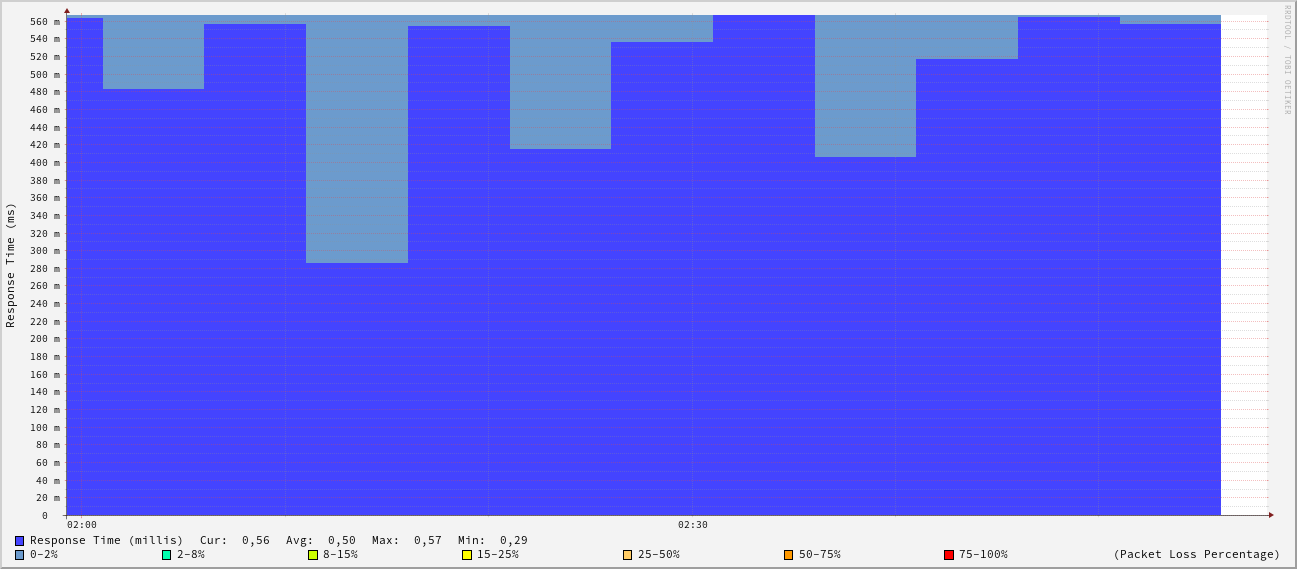 RRDTOOL / TOBI OETIKER
Response Time (ms)
560 m
540 m
520 m
500 m
480 m
460 m
440 m
420 m
400 m
380 m
360 m
340 m
320 m
300 m
280 m
260 m
240 m
220 m
200 m
180 m
160 m
140 m
120 m
100 m
80 m
60 m
40 m
20 m
0
02:00 02:30
Response Time (millis) Cur: 0,56 Avg: 0,50 Max: 0,57 Min: 0,29
0-2% 2-8% 8-15% 15-25% 25-50% 50-75% 75-100% (Packet Loss Percentage)